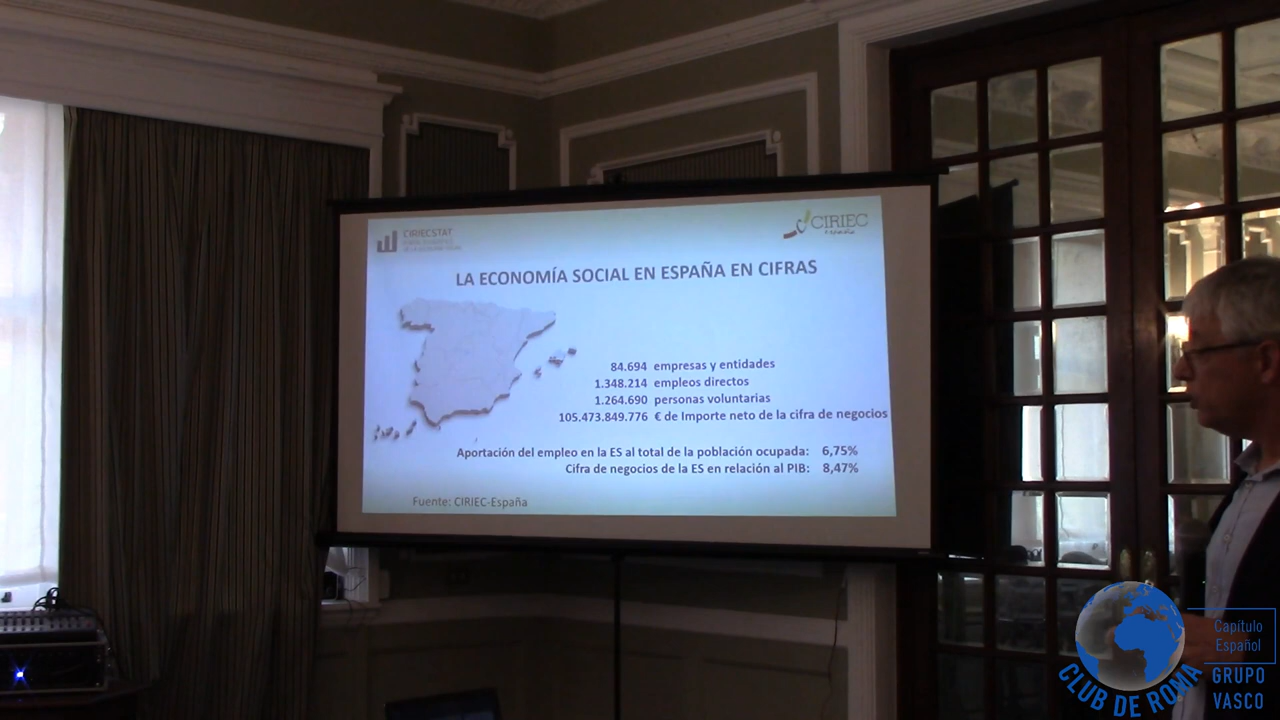 CIRIECSTAT
CIRIEC
españa
LA ECONOMÍA SOCIAL EN ESPAÑA EN CIFRAS
84.694 empresas y entidades
1.348.214 empleos directos
1.264.690 personas voluntarias
105.473.849.776 € de Importe neto de la cifra de negocios
Aportación del empleo en la ES al total de la población ocupada: 6,75%
Cifra de negocios de la ES en relación al PIB: 8,47%
Fuente: CIRIEC-España
CLUB DE ROMA
Capítulo
Español
GRUPO
VASCO